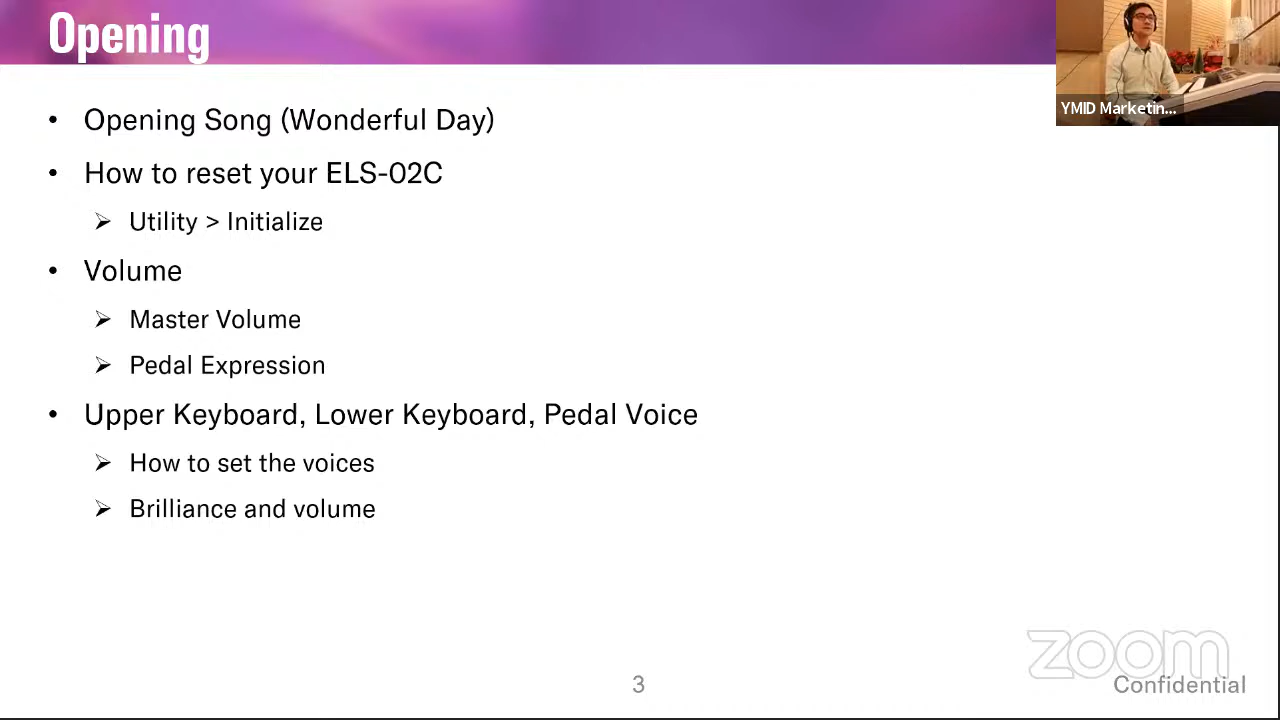 Opening
YMID Marketin...
• Opening Song (Wonderful Day)
• How to reset your ELS-02C
➢ Utility > Initialize
• Volume
➢ Master Volume
➢ Pedal Expression
• Upper Keyboard, Lower Keyboard, Pedal Voice
➢ How to set the voices
➢ Brilliance and volume
zoom
3
Confidential